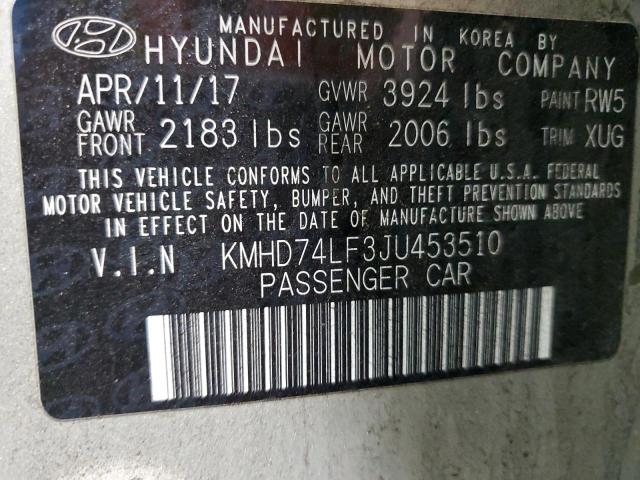 MANUFACTURED IN KOREA BY
HYUNDAI MOTOR COMPANY
APR/11/17 GVWR 3924 lbs PAINT RW5
GAWR FRONT 2183 lbs GAWR REAR 2006 lbs TRIM XUG
THIS VEHICLE CONFORMS TO ALL APPLICABLE U.S.A. FEDERAL
MOTOR VEHICLE SAFETY, BUMPER, AND THEFT PREVENTION STANDARDS
IN EFFECT ON THE DATE OF MANUFACTURE SHOWN ABOVE
V.I.N KMHD74LF3JU453510
PASSENGER CAR